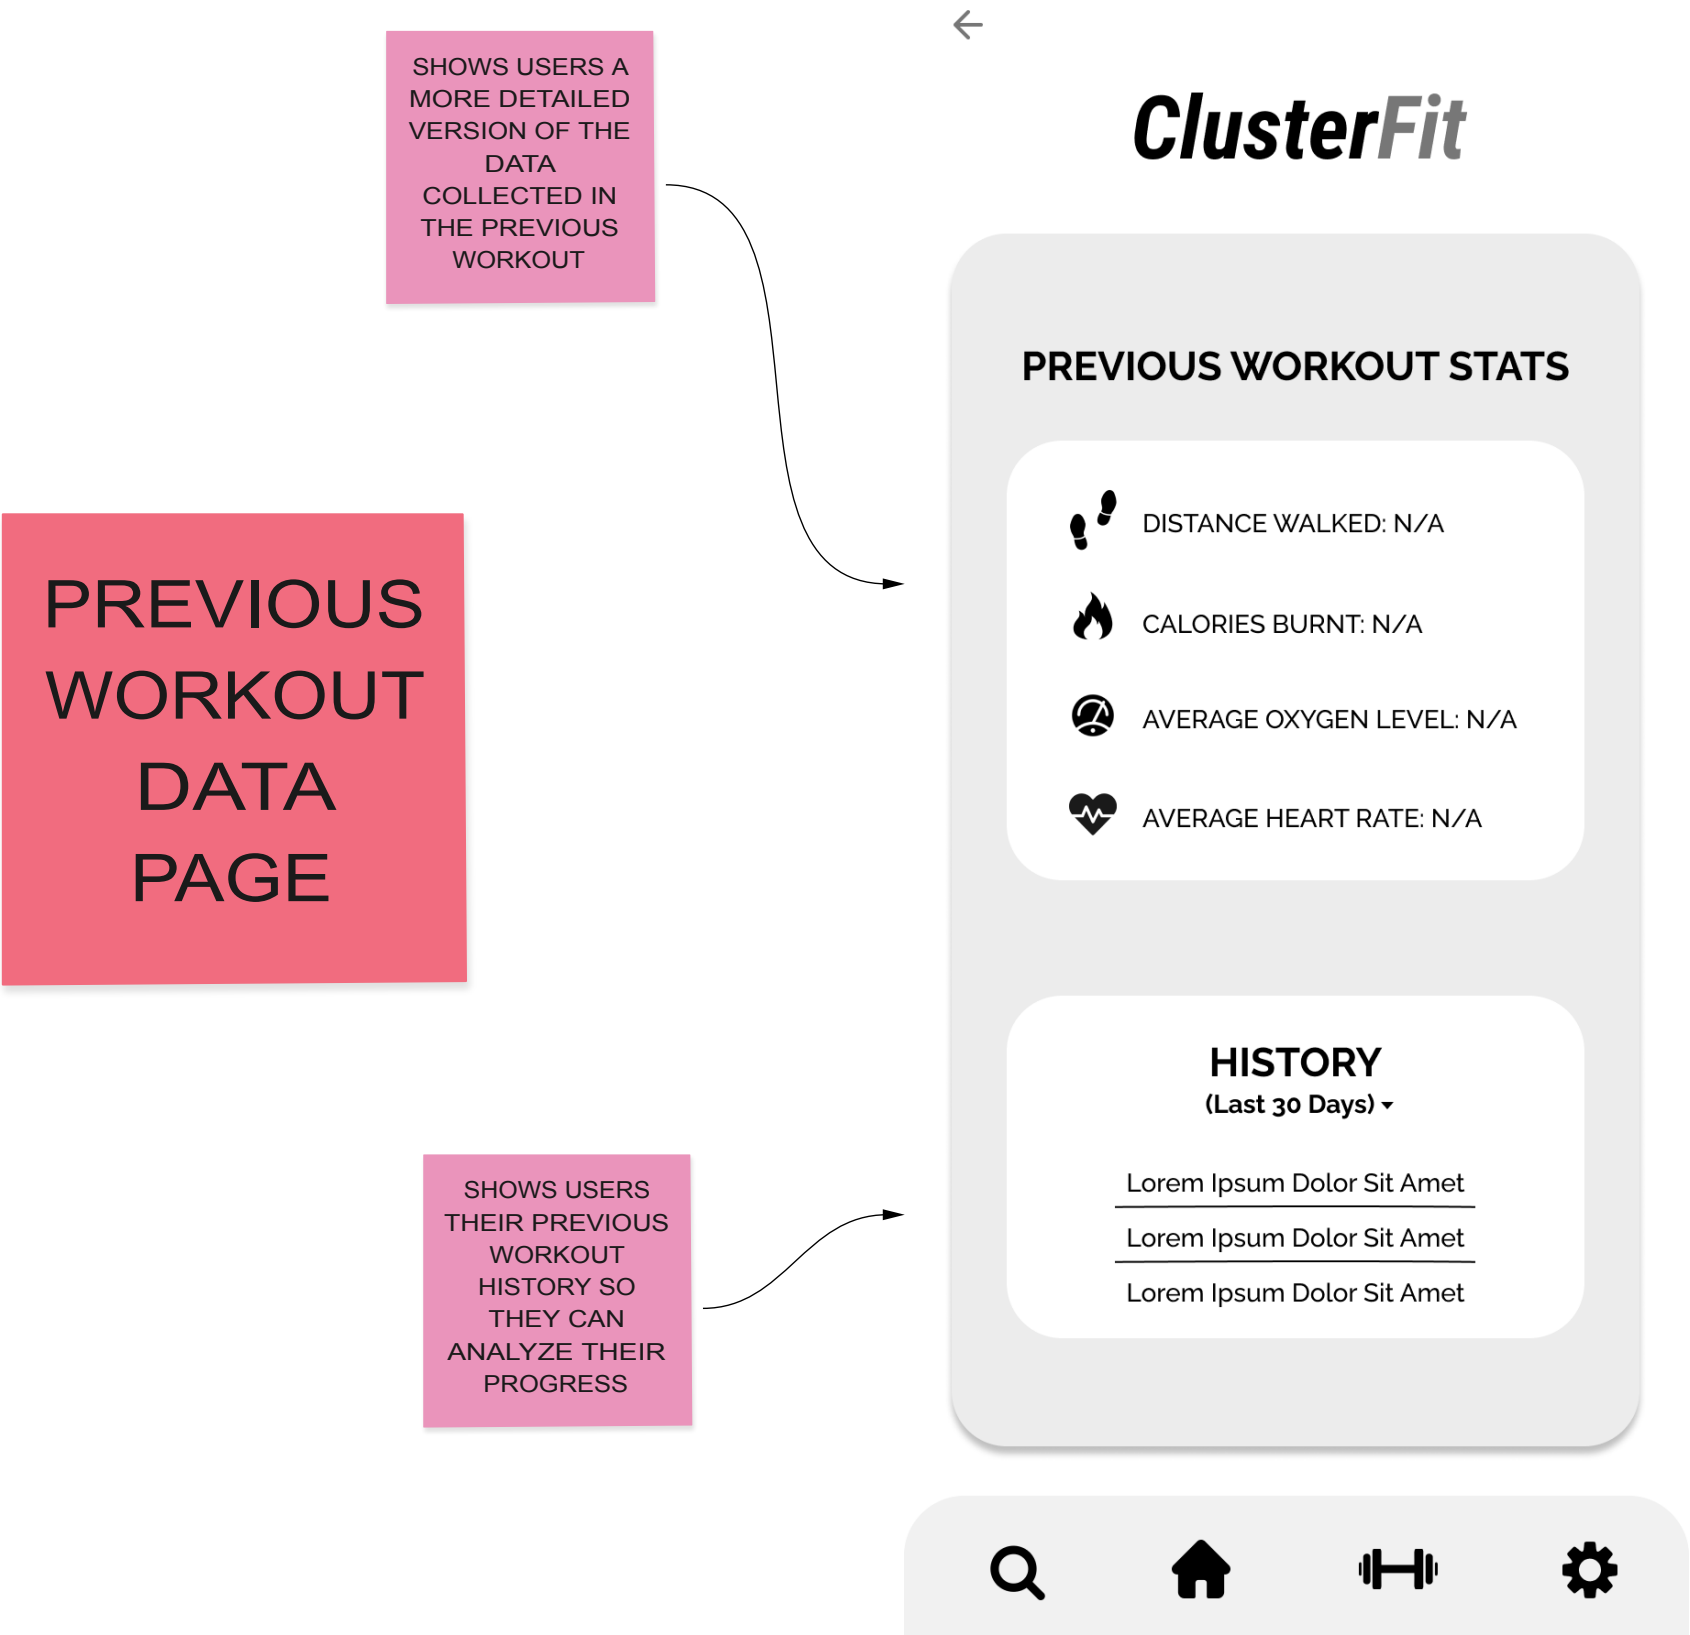 SHOWS USERS A
MORE DETAILED
VERSION OF THE
DATA
COLLECTED IN
THE PREVIOUS
WORKOUT
PREVIOUS
WORKOUT
DATA
PAGE
SHOWS USERS
THEIR PREVIOUS
WORKOUT
HISTORY SO
THEY CAN
ANALYZE THEIR
PROGRESS
ClusterFit
PREVIOUS WORKOUT STATS
DISTANCE WALKED: N/A
CALORIES BURNT: N/A
AVERAGE OXYGEN LEVEL: N/A
AVERAGE HEART RATE: N/A
HISTORY
(Last 30 Days)
Lorem Ipsum Dolor Sit Amet
Lorem Ipsum Dolor Sit Amet
Lorem Ipsum Dolor Sit Amet